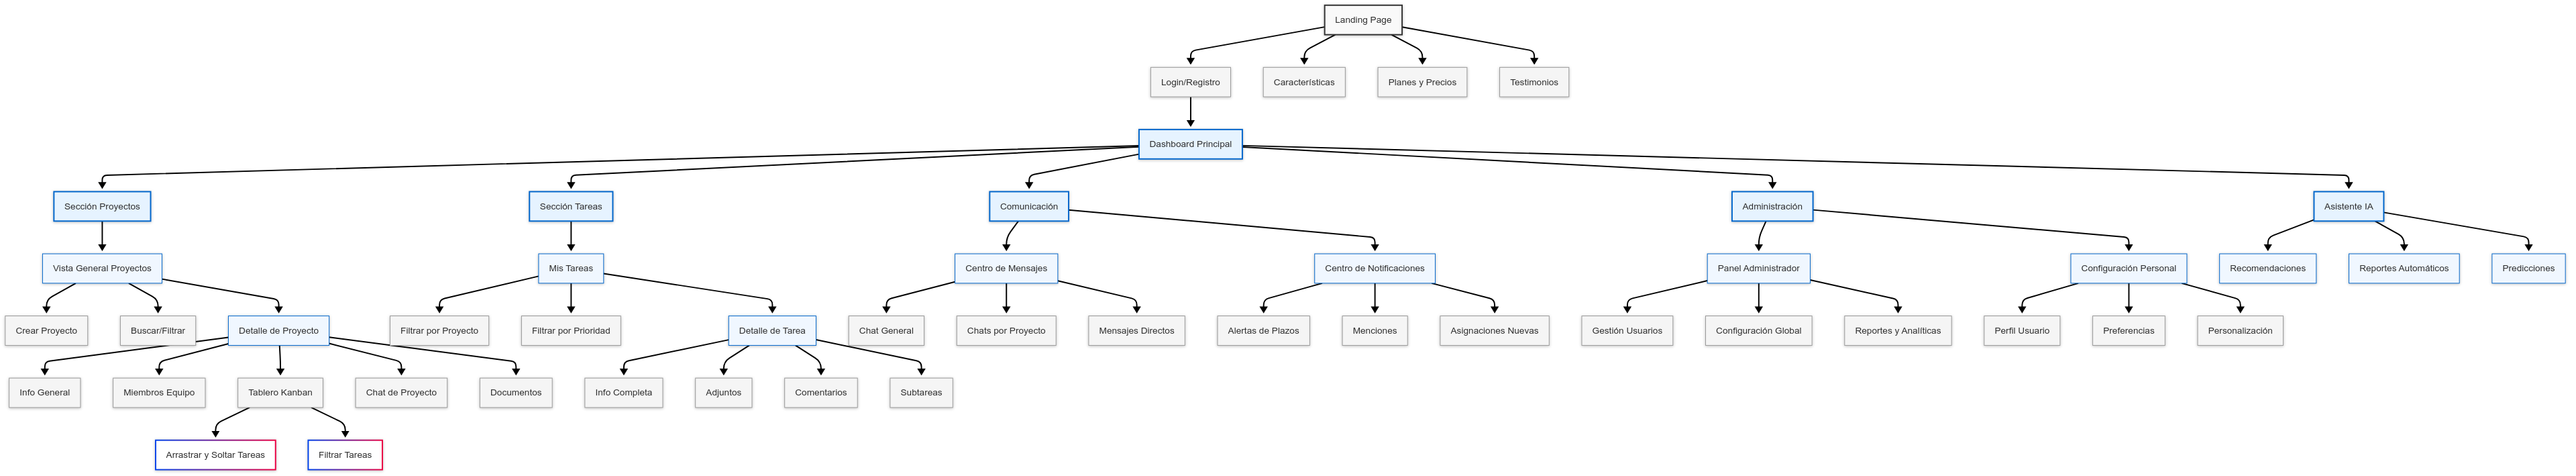 Landing Page
Login/Registro
Características
Planes y Precios
Testimonios
Dashboard Principal
Sección Proyectos
Sección Tareas
Comunicación
Administración
Asistente IA
Vista General Proyectos
Mis Tareas
Centro de Mensajes
Centro de Notificaciones
Panel Administrador
Configuración Personal
Recomendaciones
Reportes Automáticos
Predicciones
Crear Proyecto
Buscar/Filtrar
Detalle de Proyecto
Filtrar por Proyecto
Filtrar por Prioridad
Detalle de Tarea
Chat General
Chats por Proyecto
Mensajes Directos
Alertas de Plazos
Menciones
Asignaciones Nuevas
Gestión Usuarios
Configuración Global
Reportes y Analíticas
Perfil Usuario
Preferencias
Personalización
Info General
Miembros Equipo
Tablero Kanban
Chat de Proyecto
Documentos
Info Completa
Adjuntos
Comentarios
Subtareas
Arrastrar y Soltar Tareas
Filtrar Tareas